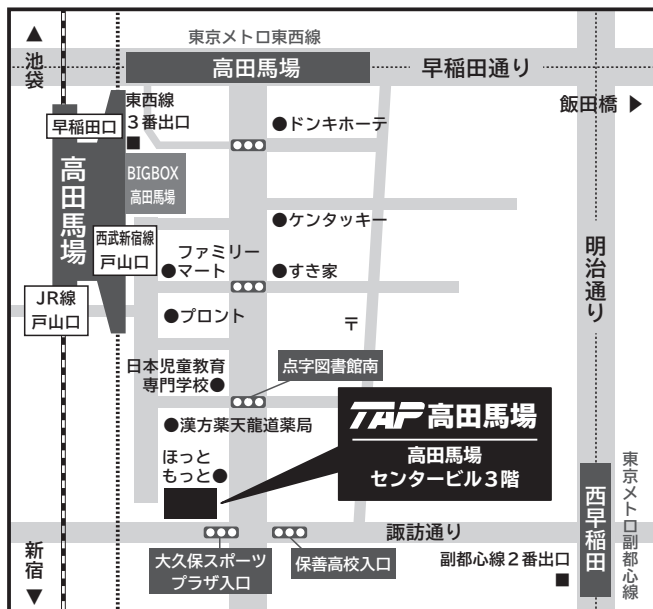 ▲
池袋
東京メトロ東西線
高田馬場
早稲田通り
飯田橋 ▶
早稲田口
東西線
3番出口
■
●ドンキホーテ
高田馬場
BIGBOX
高田馬場
西武新宿線
戸山口
●ケンタッキー
ファミリー
●マート
●すき家
明治通り
JR線
戸山口
●プロント
〒
日本児童教育
専門学校●
点字図書館南
●漢方薬天龍道薬局
TAP 高田馬場
高田馬場
センタービル3階
ほっと
もっと●
諏訪通り
西早稲田
東京メトロ副都心線
大久保スポーツ
プラザ入口
保善高校入口
副都心線2番出口
■
新宿
▼